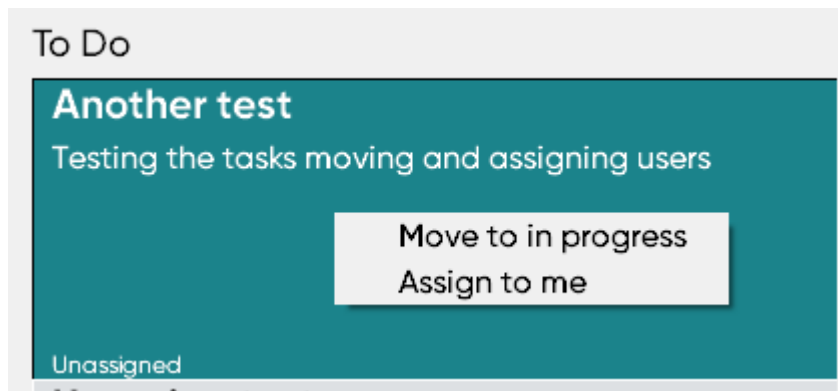 To Do
Another test
Testing the tasks moving and assigning users
Move to in progress
Assign to me
Unassigned